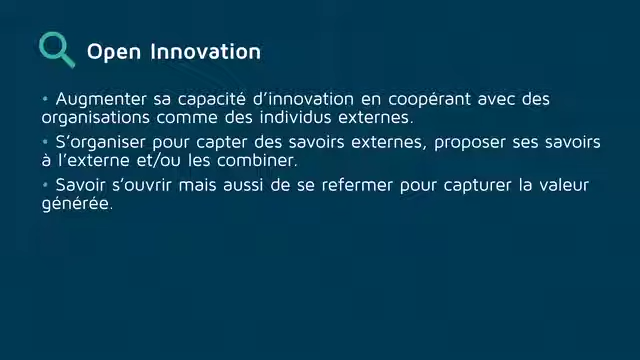 Open Innovation
• Augmenter sa capacité d'innovation en coopérant avec des
organisations comme des individus externes.
• S'organiser pour capter des savoirs externes, proposer ses savoirs
à l'externe et/ou les combiner.
• Savoir s'ouvrir mais aussi de se refermer pour capturer la valeur
générée.